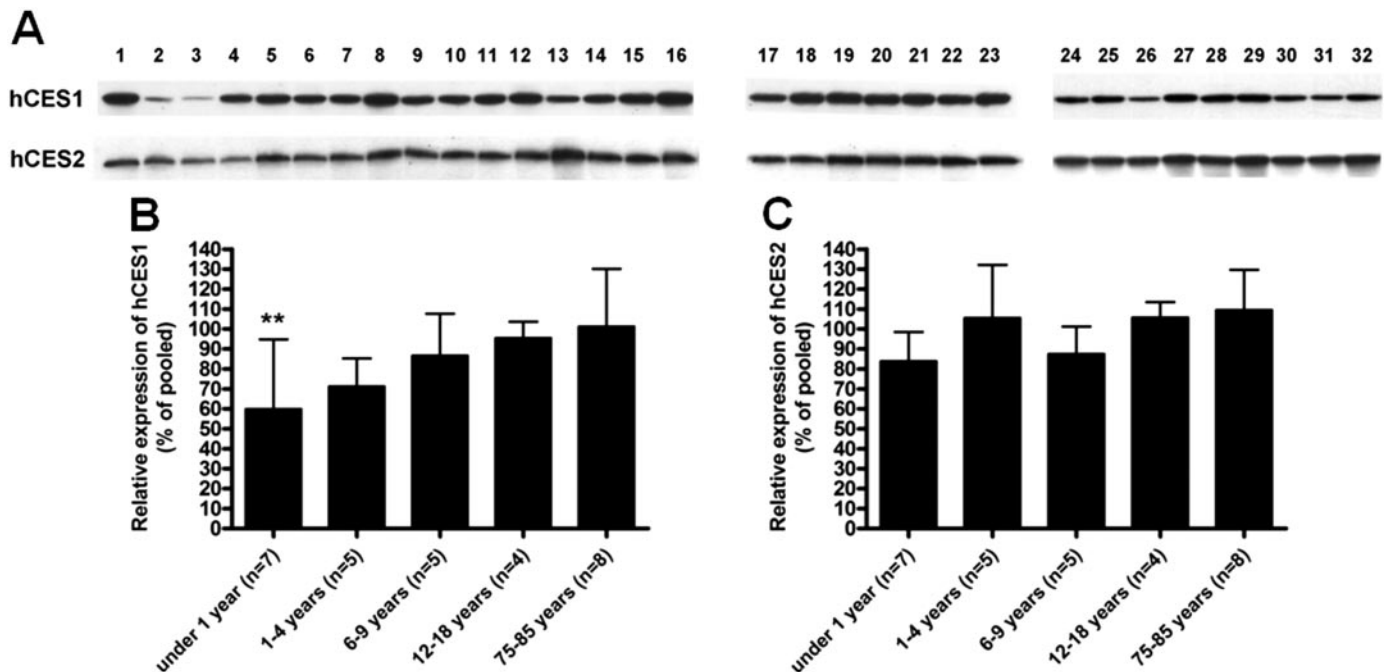 A
1 2 3 4 5 6 7 8 9 10 11 12 13 14 15 16 17 18 19 20 21 22 23 24 25 26 27 28 29 30 31 32
hCES1
hCES2
B
Relative expression of hCES1
(% of pooled)
140
130
120
110
100
90
80
70
60
50
40
30
20
10
0
**
under 1 year (n=7)
1-4 years (n=5)
6-9 years (n=5)
12-18 years (n=4)
75-85 years (n=8)
C
Relative expression of hCES2
(% of pooled)
140
130
120
110
100
90
80
70
60
50
40
30
20
10
0
under 1 year (n=7)
1-4 years (n=5)
6-9 years (n=5)
12-18 years (n=4)
75-85 years (n=8)